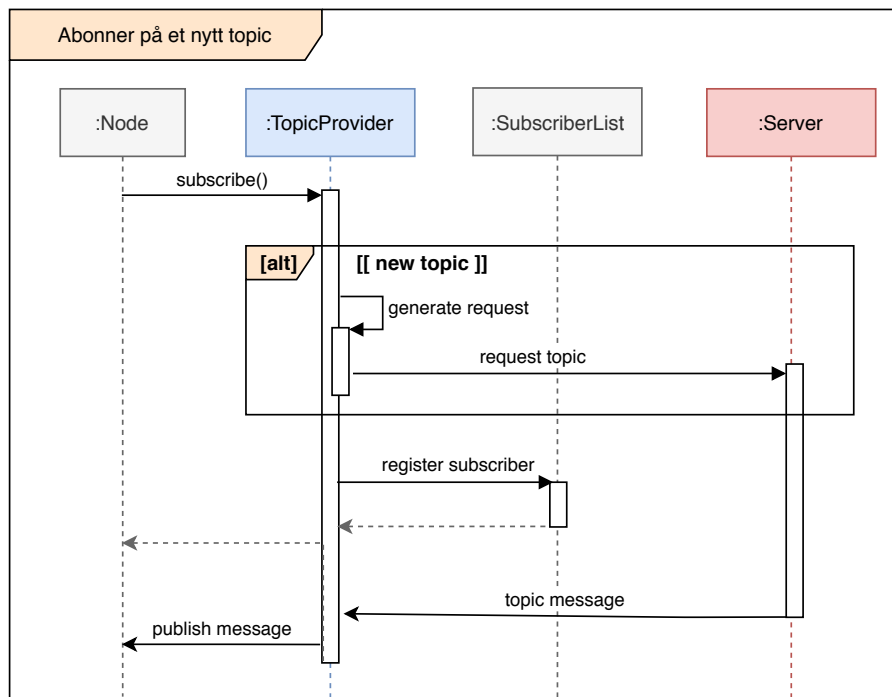 Abonner på et nytt topic
:Node
:TopicProvider
:SubscriberList
:Server
subscribe()
[alt] [[ new topic ]]
generate request
request topic
register subscriber
topic message
publish message